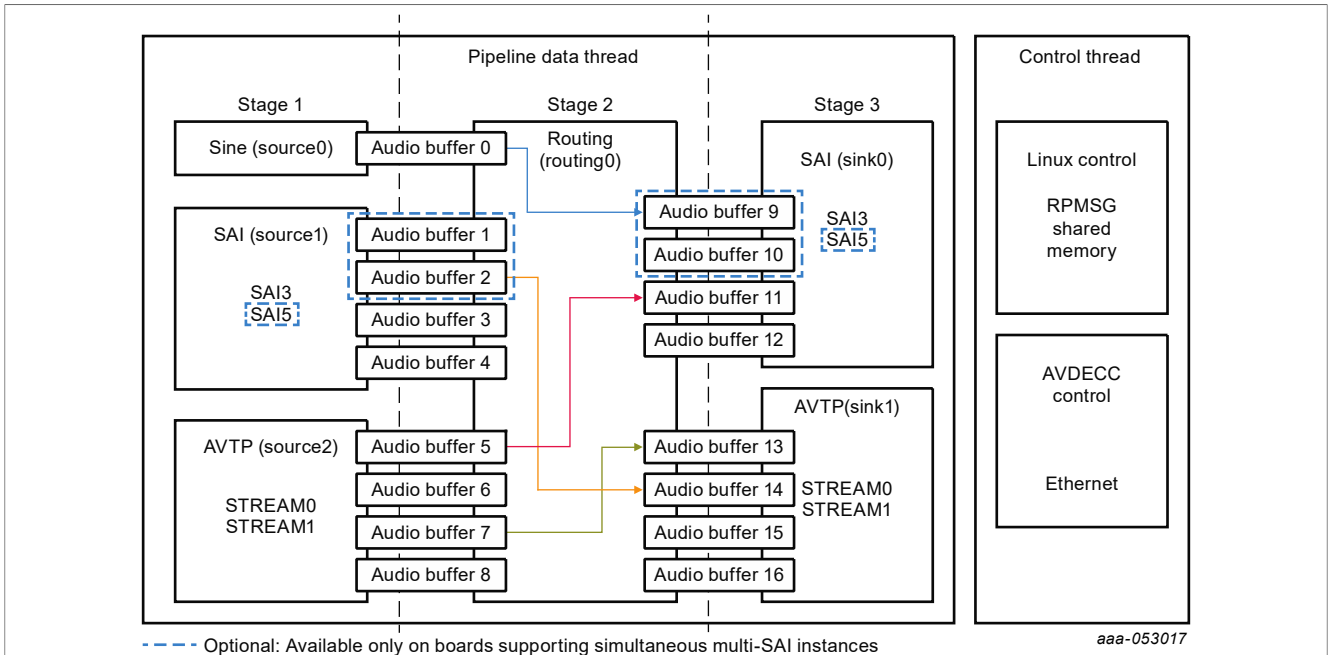 Pipeline data thread
Control thread
Stage 1
Stage 2
Stage 3
Sine (source0)
Audio buffer 0
Routing
(routing0)
SAI (sink0)
SAI3
SAI5
SAI (source1)
SAI3
SAI5
Audio buffer 1
Audio buffer 2
Audio buffer 3
Audio buffer 4
Audio buffer 9
Audio buffer 10
Audio buffer 11
Audio buffer 12
AVTP (source2)
STREAM0
STREAM1
Audio buffer 5
Audio buffer 6
Audio buffer 7
Audio buffer 8
Audio buffer 13
Audio buffer 14
Audio buffer 15
Audio buffer 16
AVTP(sink1)
STREAM0
STREAM1
Linux control
RPMSG
shared
memory
AVDECC
control
Ethernet
Optional: Available only on boards supporting simultaneous multi-SAI instances
aaa-053017